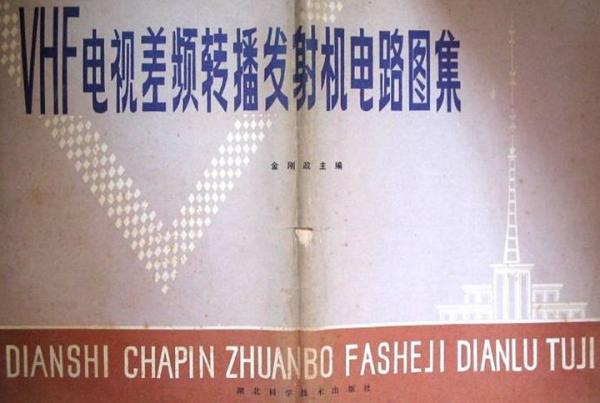 VHF电视差频转播发射机电路图集
金刚政主编
DIANSHI CHAPIN ZHUANBO FASHEJI DIANLU TUJI
湖北科学技术出版社